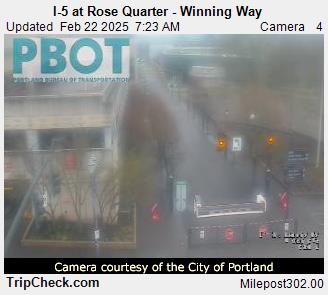 I-5 at Rose Quarter - Winning Way
Updated Feb 22 2025 7:23 AM Camera 4
PBOT
PORTLAND BUREAU OF TRANSPORTATION
Camera courtesy of the City of Portland
TripCheck.com Milepost302.00